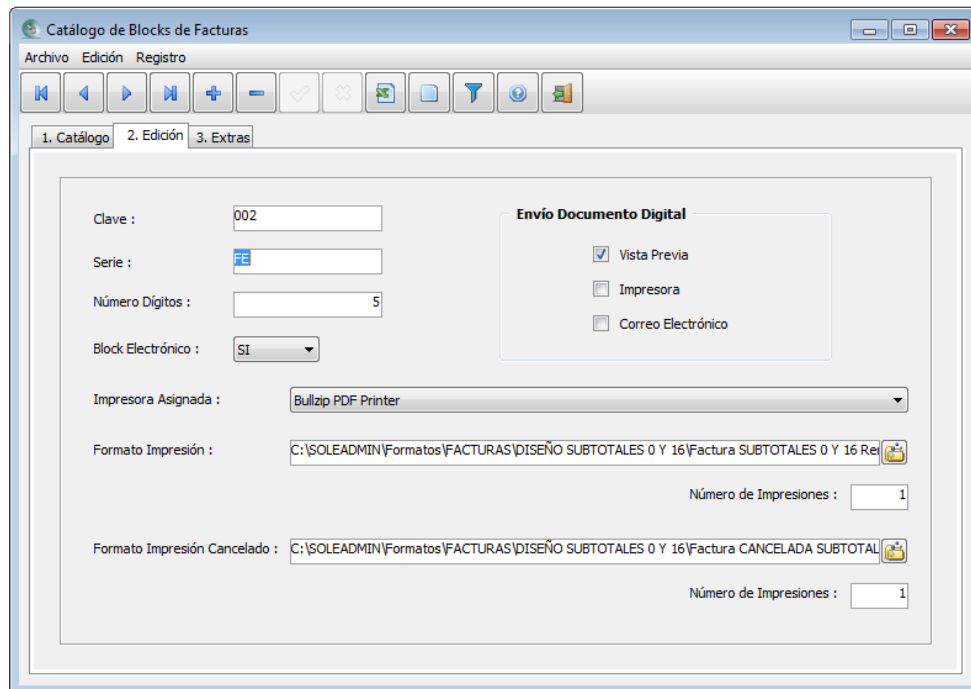 Catálogo de Blocks de Facturas
Archivo Edición Registro
1. Catálogo 2. Edición 3. Extras
Clave : 002
Envío Documento Digital
Serie : FE
Vista Previa
Número Dígitos : 5
Impresora
Block Electrónico : SI
Correo Electrónico
Impresora Asignada : Bullzip PDF Printer
Formato Impresión : C:\SOLEADMIN\Formatos\FACTURAS\DISEÑO SUBTOTALES 0 Y 16\Factura SUBTOTALES 0 Y 16 Rei
Número de Impresiones : 1
Formato Impresión Cancelado : C:\SOLEADMIN\Formatos\FACTURAS\DISEÑO SUBTOTALES 0 Y 16\Factura CANCELADA SUBTOTAL
Número de Impresiones : 1